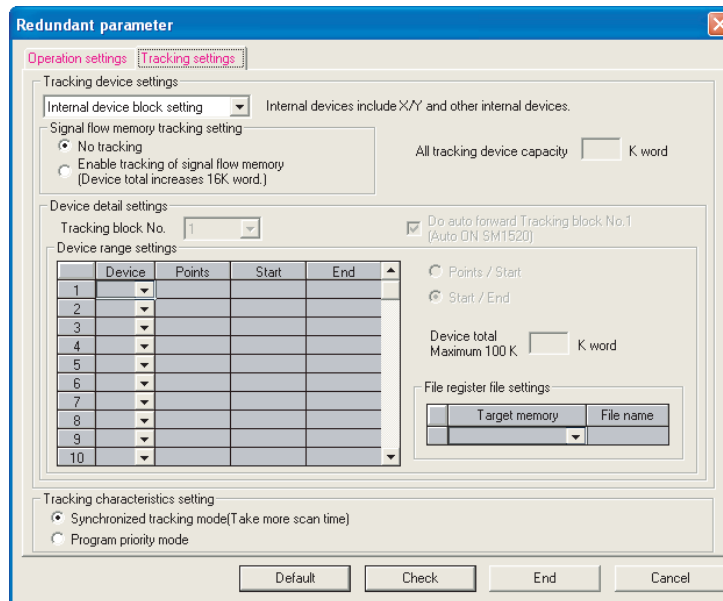 Redundant parameter
Operation settings Tracking settings
Tracking device settings
Internal device block setting Internal devices include X/Y and other internal devices.
Signal flow memory tracking setting
No tracking
Enable tracking of signal flow memory
(Device total increases 16K word.)
All tracking device capacity K word
Device detail settings
Tracking block No. 1
Do auto forward Tracking block No.1
(Auto ON SM1520)
Device range settings
Device Points Start End
1
2
3
4
5
6
7
8
9
10
Points / Start
Start / End
Device total
Maximum 100 K K word
File register file settings
Target memory File name
Tracking characteristics setting
Synchronized tracking mode(Take more scan time)
Program priority mode
Default Check End Cancel